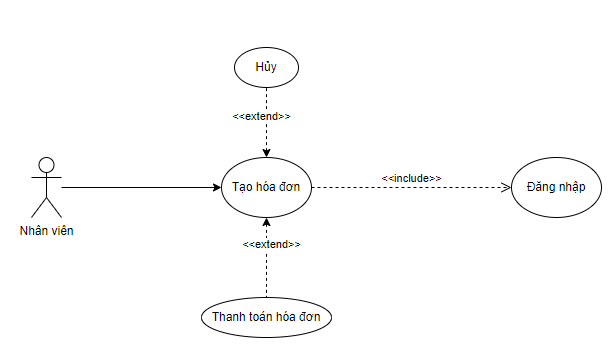 Hủy
<<extend>>
Tạo hóa đơn
<<include>>
Đăng nhập
Nhân viên
<<extend>>
Thanh toán hóa đơn